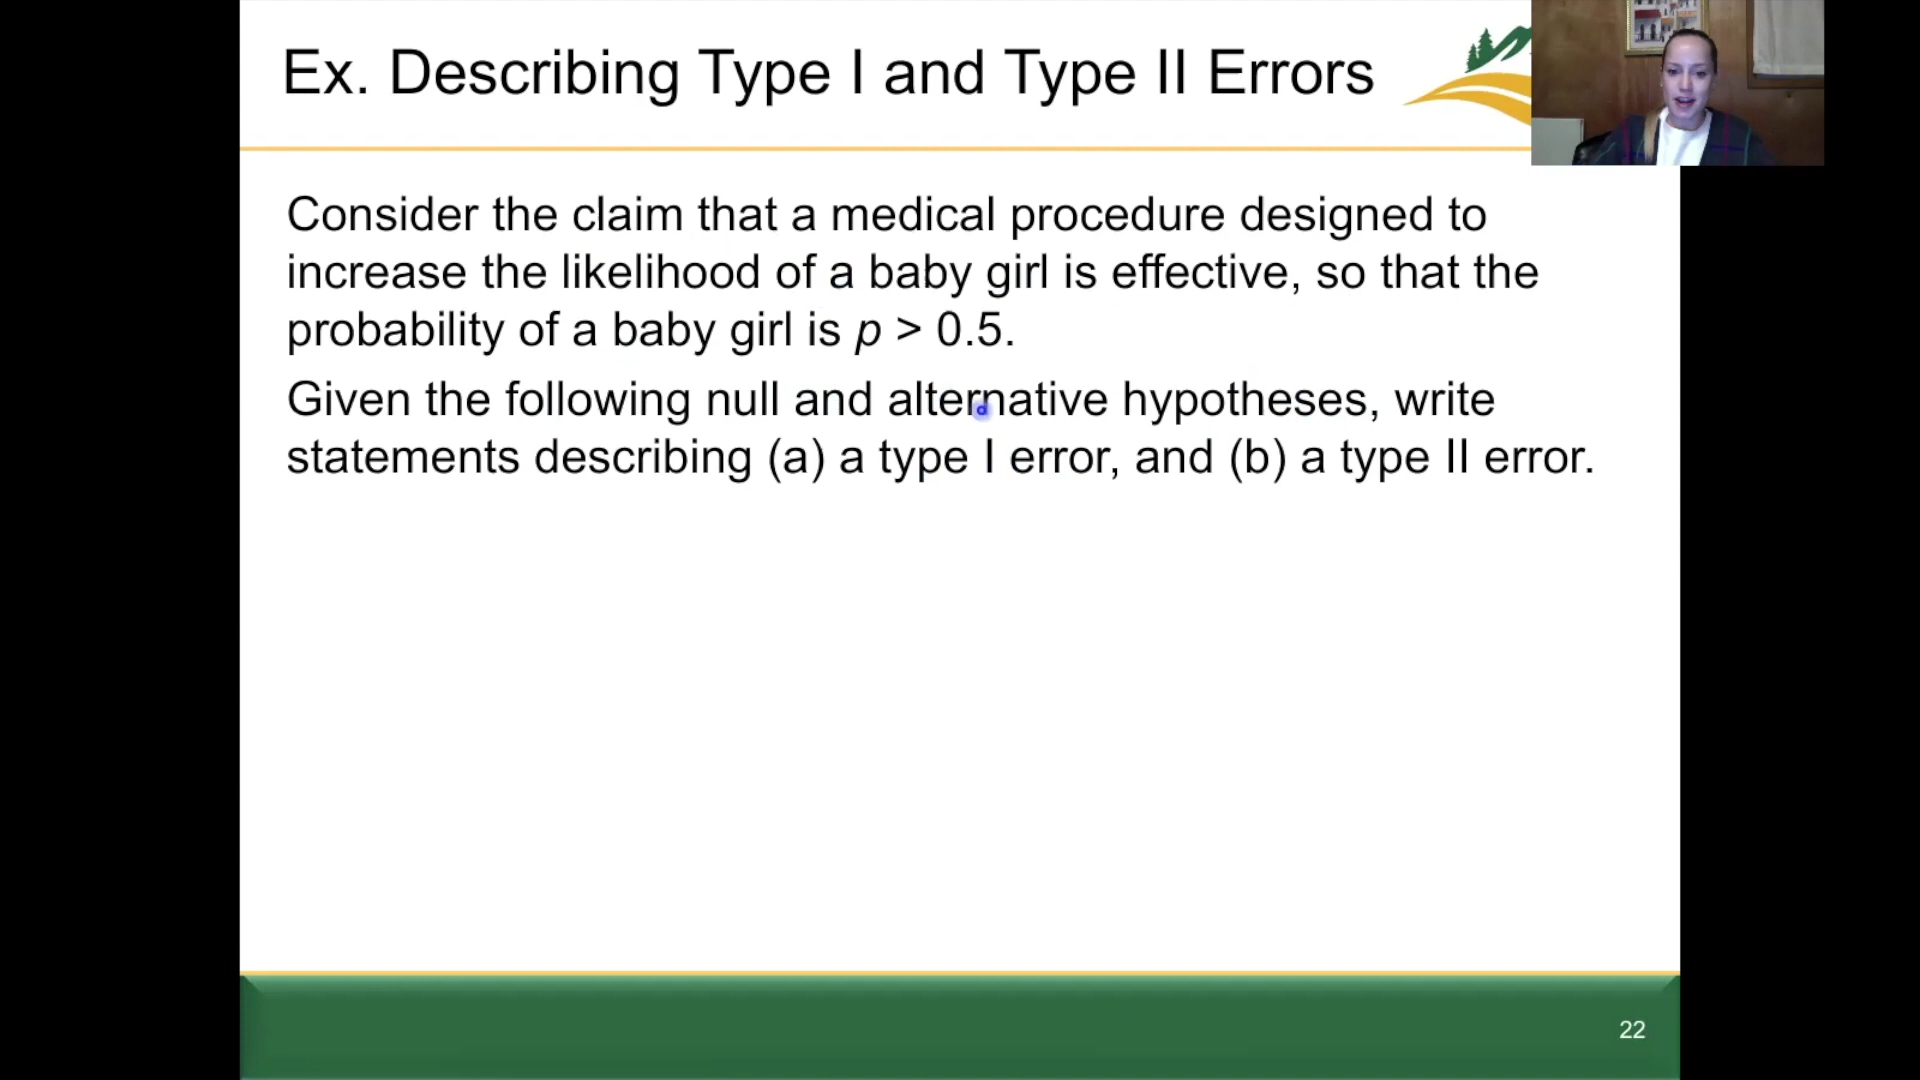 Ex. Describing Type I and Type II Errors
Consider the claim that a medical procedure designed to
increase the likelihood of a baby girl is effective, so that the
probability of a baby girl is p > 0.5.
Given the following null and alternative hypotheses, write
statements describing (a) a type I error, and (b) a type II error.
22